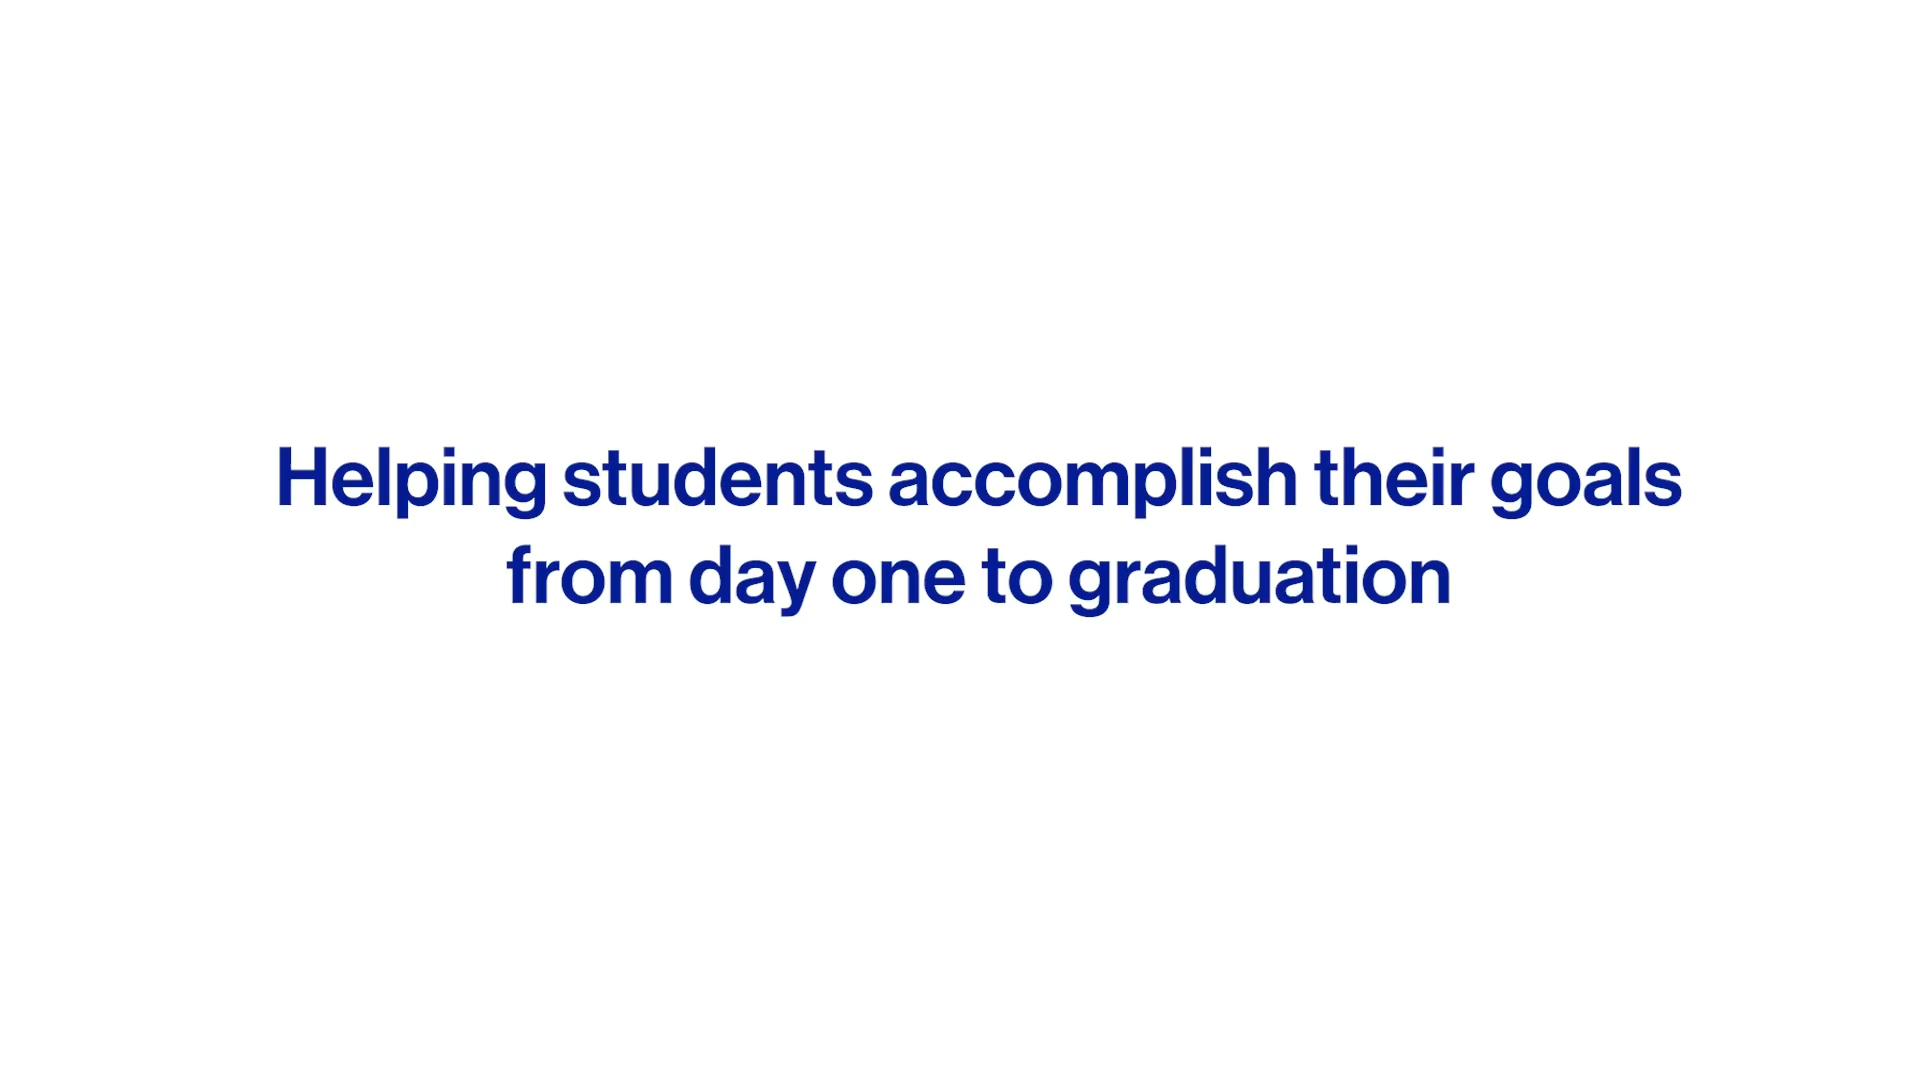 Helping students accomplish their goals
from day one to graduation